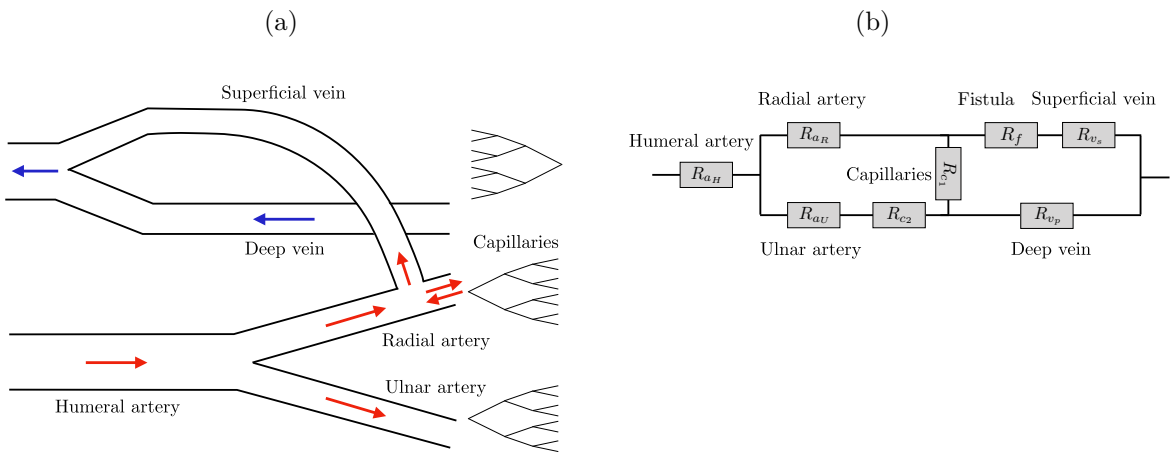 (a)
Superficial vein
Deep vein
Capillaries
Radial artery
Ulnar artery
Humeral artery
(b)
Radial artery
Fistula
Superficial vein
Humeral artery
R_{a_R}
R_f
R_{v_s}
R_{a_H}
Capillaries
R_{c_1}
R_{a_U}
R_{c_2}
R_{v_p}
Ulnar artery
Deep vein